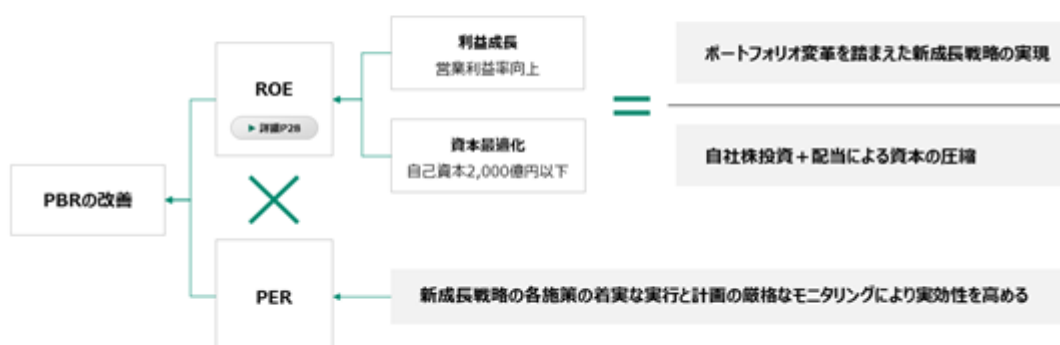 PBRの改善
ROE
▶ 詳細P28
×
PER
利益成長
営業利益率向上
資本最適化
自己資本2,000億円以下
=
ポートフォリオ変革を踏まえた新成長戦略の実現
自社株投資+配当による資本の圧縮
新成長戦略の各施策の着実な実行と計画の厳格なモニタリングにより実効性を高める